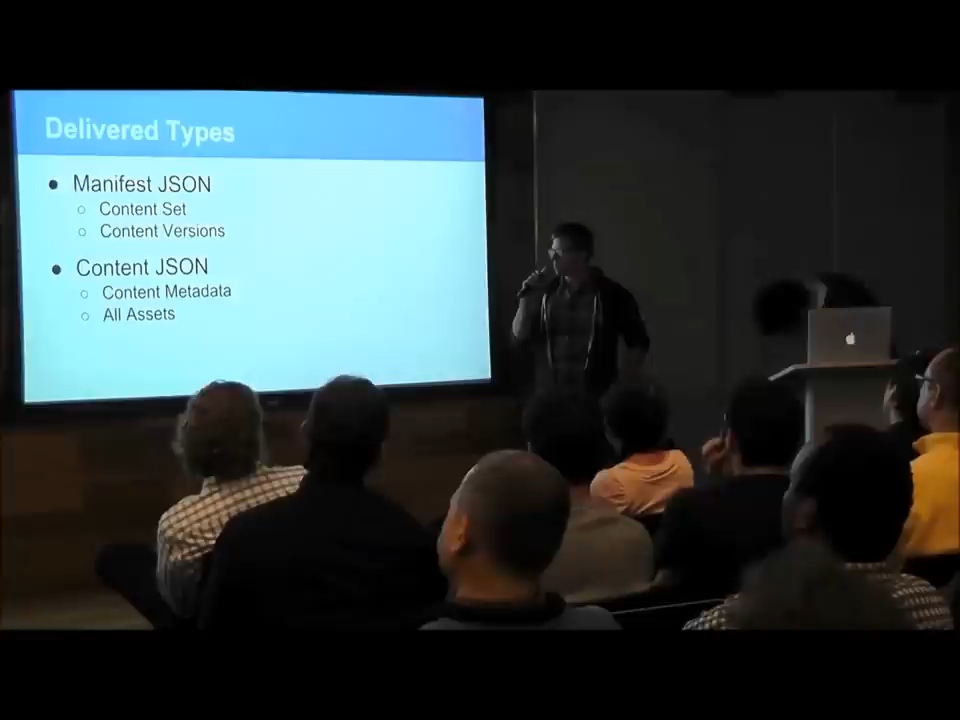 Delivered Types
● Manifest JSON
○ Content Set
○ Content Versions
● Content JSON
○ Content Metadata
○ All Assets